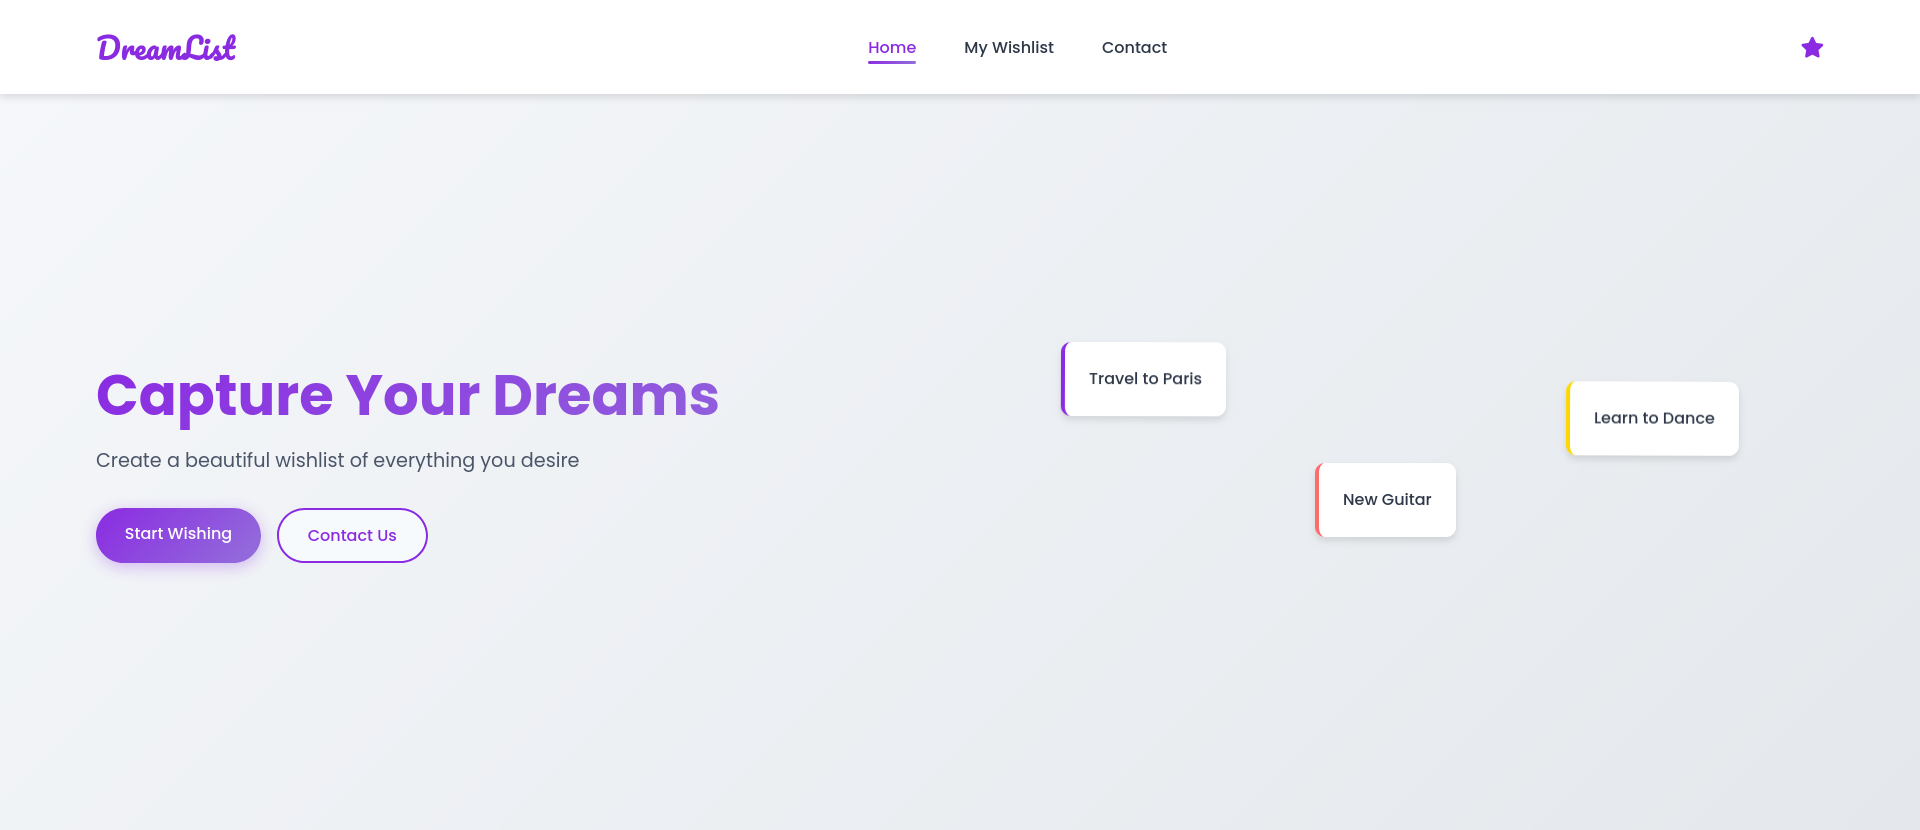 DreamList
Home
My Wishlist
Contact
Capture Your Dreams
Create a beautiful wishlist of everything you desire
Start Wishing
Contact Us
Travel to Paris
Learn to Dance
New Guitar